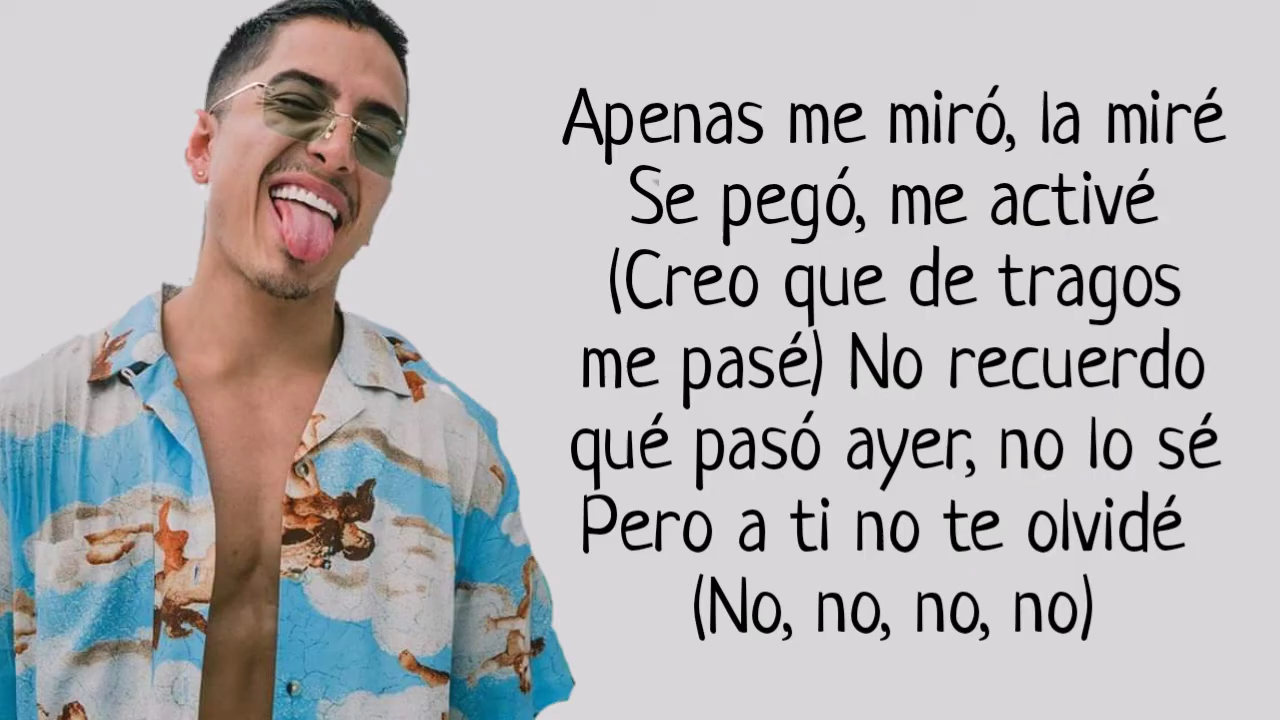 Apenas me miró, la miré
Se pegó, me activé
(Creo que de tragos
me pasé) No recuerdo
qué pasó ayer, no lo sé
Pero a ti no te olvidé
(No, no, no, no)